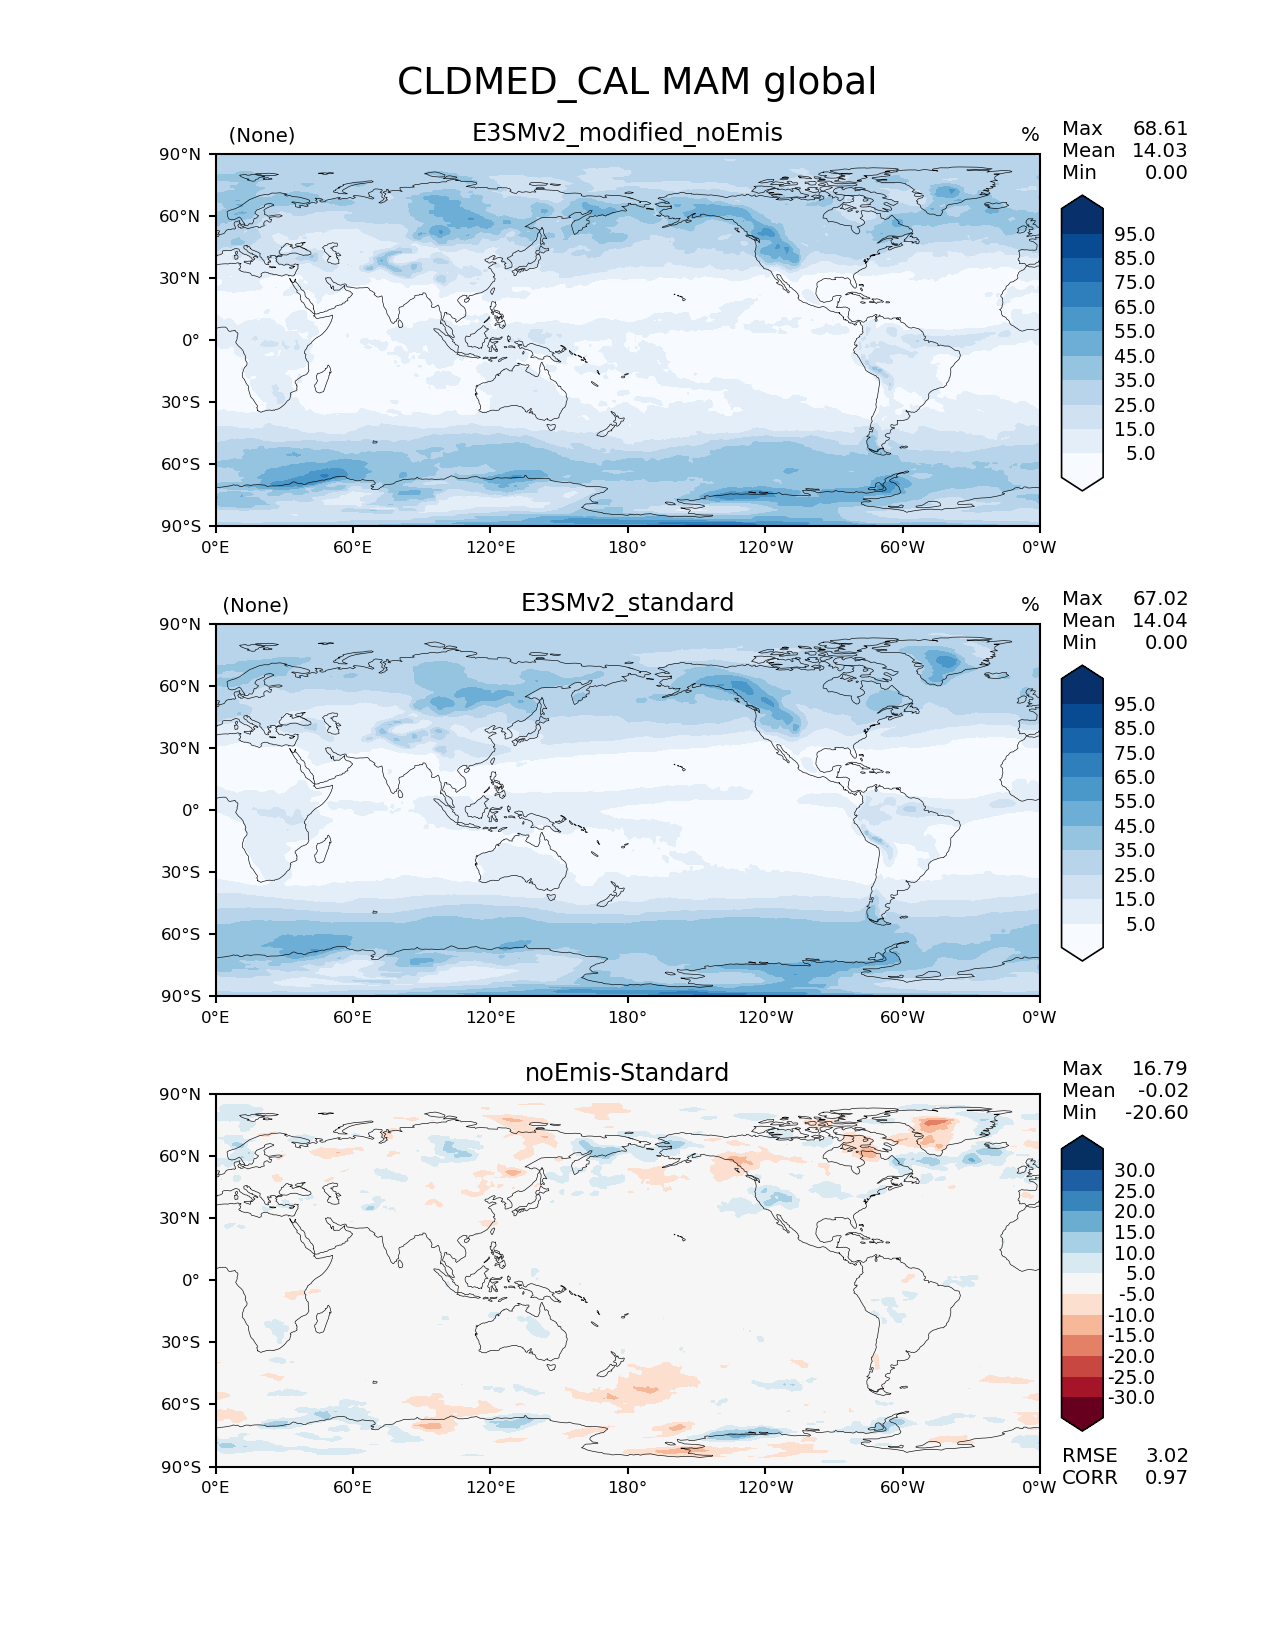 CLDMED_CAL MAM global
(None) E3SMv2_modified_noEmis %
Max 68.61
Mean 14.03
Min 0.00
90°N
60°N
30°N
0°
30°S
60°S
90°S
0°E 60°E 120°E 180° 120°W 60°W 0°W
95.0
85.0
75.0
65.0
55.0
45.0
35.0
25.0
15.0
5.0
(None) E3SMv2_standard %
Max 67.02
Mean 14.04
Min 0.00
90°N
60°N
30°N
0°
30°S
60°S
90°S
0°E 60°E 120°E 180° 120°W 60°W 0°W
95.0
85.0
75.0
65.0
55.0
45.0
35.0
25.0
15.0
5.0
noEmis-Standard
Max 16.79
Mean -0.02
Min -20.60
90°N
60°N
30°N
0°
30°S
60°S
90°S
0°E 60°E 120°E 180° 120°W 60°W 0°W
30.0
25.0
20.0
15.0
10.0
5.0
-5.0
-10.0
-15.0
-20.0
-25.0
-30.0
RMSE 3.02
CORR 0.97